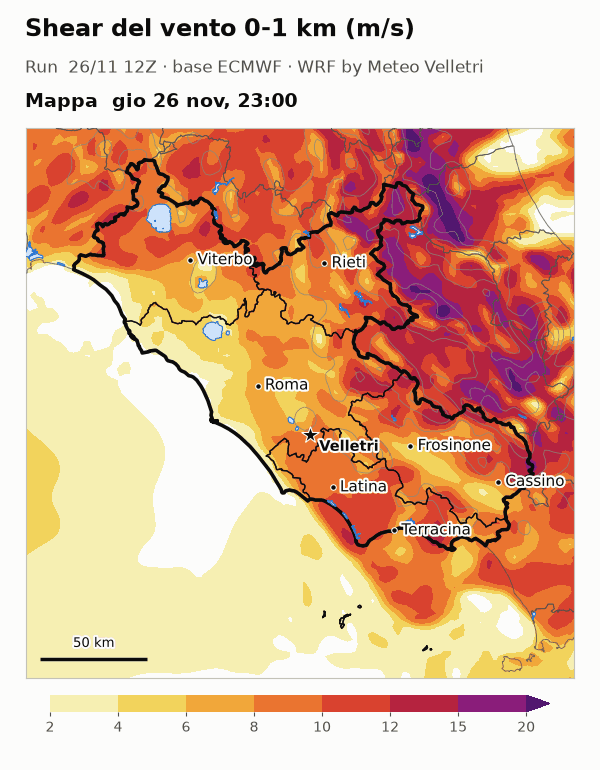 Shear del vento 0-1 km (m/s)
Run  26/11 12Z · base ECMWF · WRF by Meteo Velletri
Mappa  gio 26 nov, 23:00
Viterbo
Rieti
Roma
Velletri
Frosinone
Latina
Cassino
Terracina
50 km
2 4 6 8 10 12 15 20